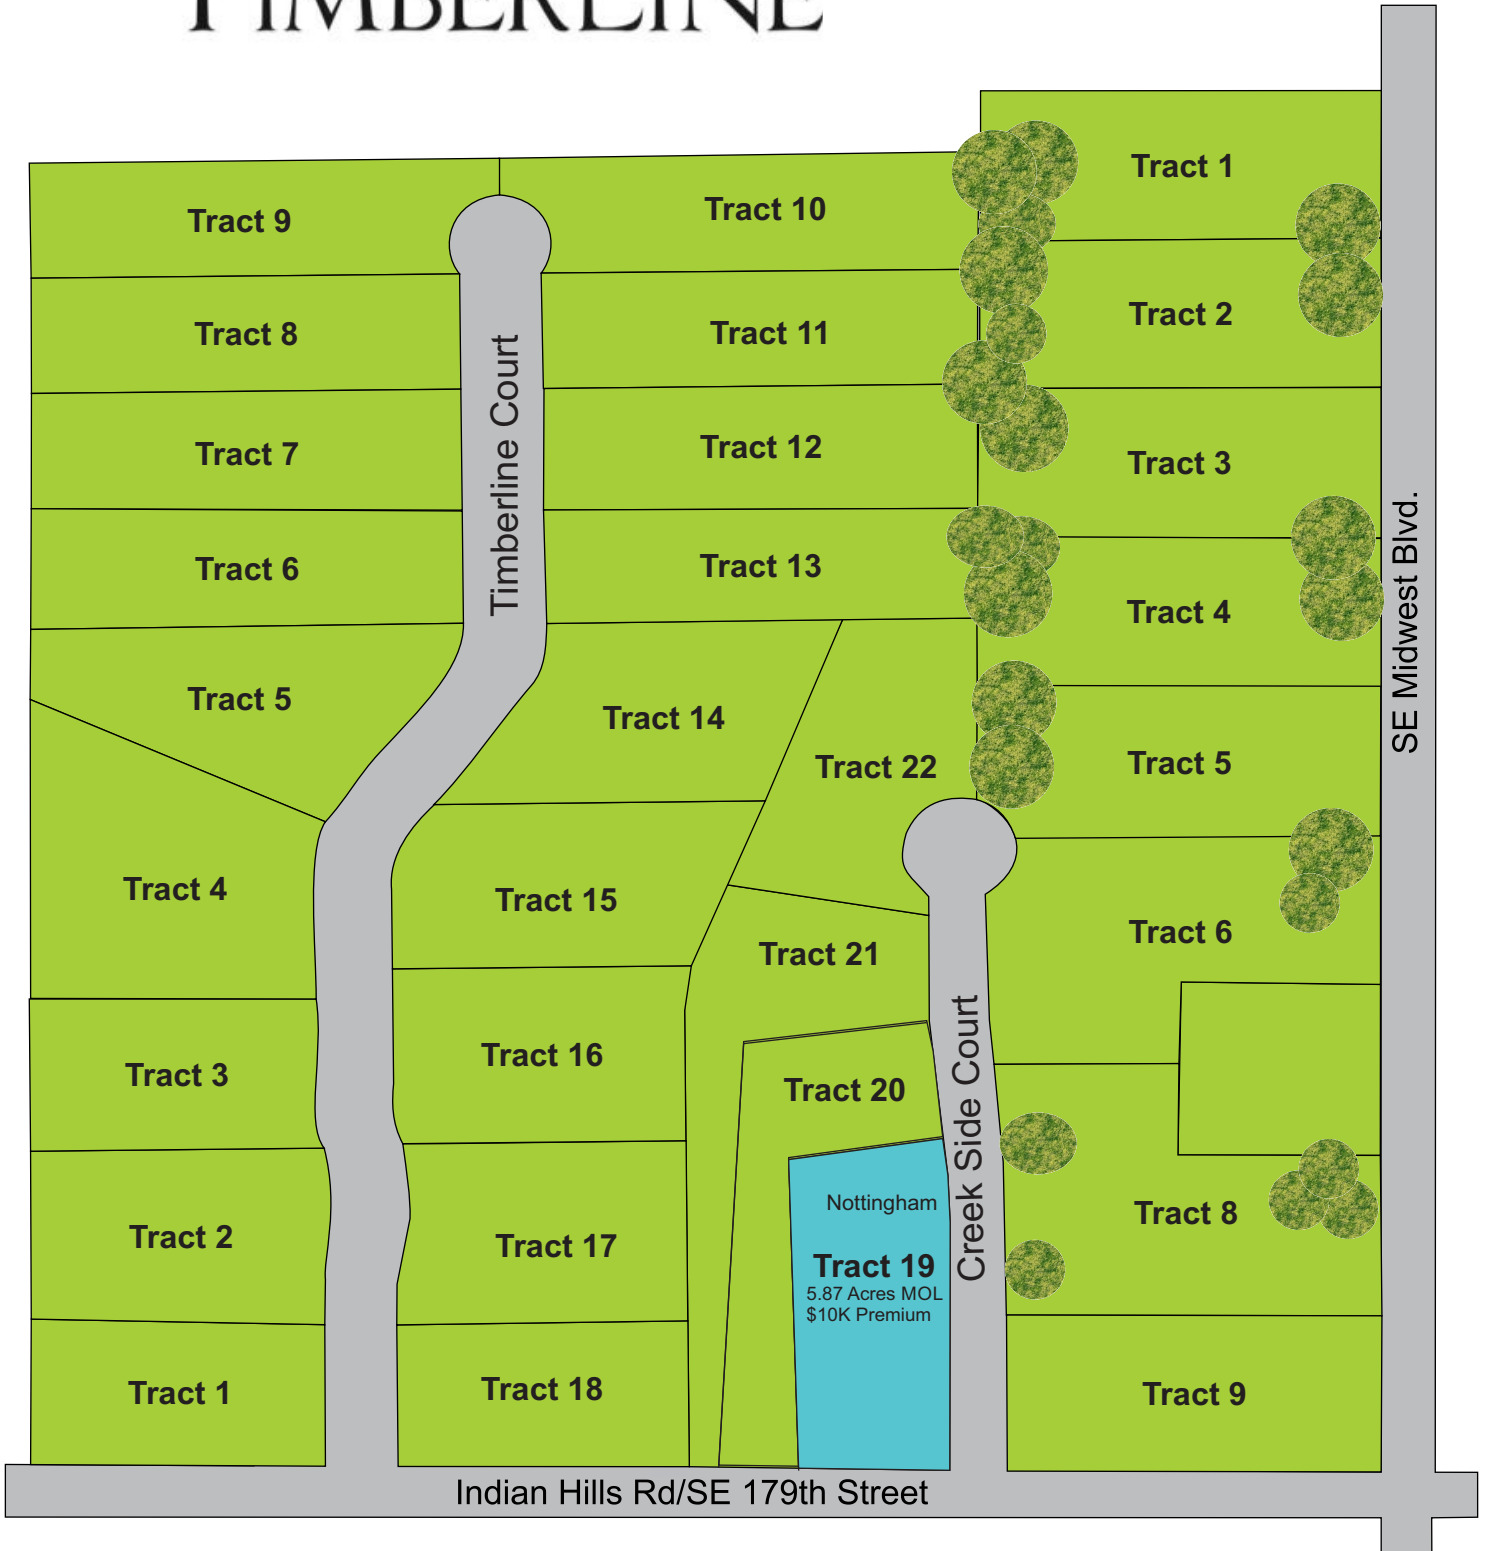 TIMBERLINE
Tract 1
Tract 9
Tract 10
Tract 2
Tract 8
Tract 11
Timberline Court
Tract 7
Tract 12
Tract 3
SE Midwest Blvd.
Tract 6
Tract 13
Tract 4
Tract 5
Tract 14
Tract 22
Tract 5
Tract 4
Tract 15
Tract 21
Tract 6
Tract 3
Tract 16
Tract 20
Creek Side Court
Tract 2
Tract 17
Nottingham
Tract 19
5.87 Acres MOL
$10K Premium
Tract 8
Tract 1
Tract 18
Tract 9
Indian Hills Rd/SE 179th Street